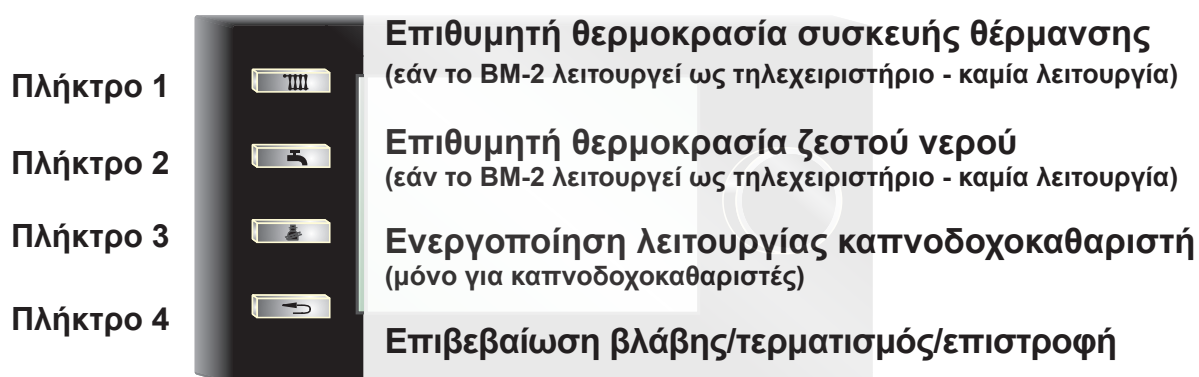 Επιθυμητή θερμοκρασία συσκευής θέρμανσης
Πλήκτρο 1
(εάν το BM-2 λειτουργεί ως τηλεχειριστήριο - καμία λειτουργία)
Επιθυμητή θερμοκρασία ζεστού νερού
Πλήκτρο 2
(εάν το BM-2 λειτουργεί ως τηλεχειριστήριο - καμία λειτουργία)
Πλήκτρο 3
Ενεργοποίηση λειτουργίας καπνοδοχοκαθαριστή
(μόνο για καπνοδοχοκαθαριστές)
Πλήκτρο 4
Επιβεβαίωση βλάβης/τερματισμός/επιστροφή